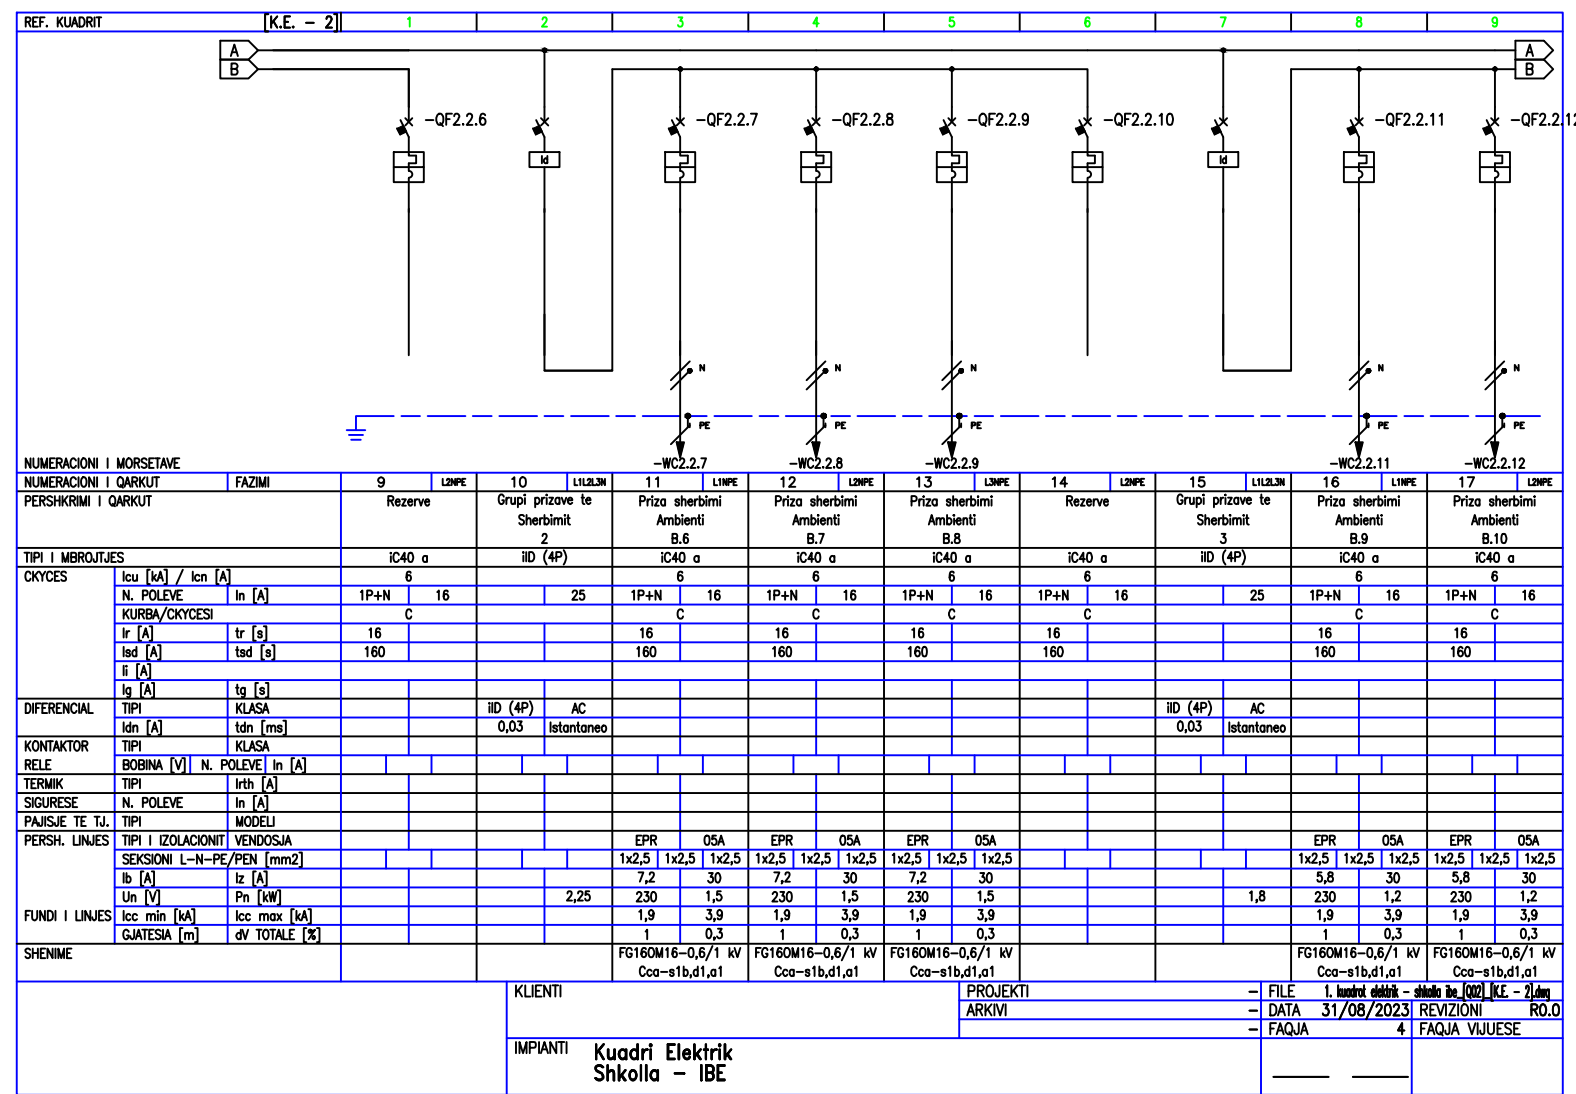 REF. KUADRIT [K.E. - 2] 1 2 3 4 5 6 7 8 9
A A
B B
-QF2.2.6 -QF2.2.7 -QF2.2.8 -QF2.2.9 -QF2.2.10 -QF2.2.11 -QF2.2.12
Id Id
N N N N N
PE PE PE PE PE
NUMERACIONI I MORSETAVE -WC2.2.7 -WC2.2.8 -WC2.2.9 -WC2.2.11 -WC2.2.12
NUMERACIONI I QARKUT FAZIMI 9 L2NPE 10 L1L2L3N 11 L1NPE 12 L2NPE 13 L3NPE 14 L2NPE 15 L1L2L3N 16 L1NPE 17 L2NPE
PERSHKRIMI I QARKUT Rezerve Grupi prizave te Priza sherbimi Priza sherbimi Priza sherbimi Rezerve Grupi prizave te Priza sherbimi Priza sherbimi
Sherbimit Ambienti Ambienti Ambienti Sherbimit Ambienti Ambienti
2 B.6 B.7 B.8 3 B.9 B.10
TIPI I MBROJTJES iC40 a iID (4P) iC40 a iC40 a iC40 a iC40 a iID (4P) iC40 a iC40 a
CKYCES Icu [kA] / Icn [A] 6 6 6 6 6 6 6
N. POLEVE In [A] 1P+N 16 25 1P+N 16 1P+N 16 1P+N 16 1P+N 16 25 1P+N 16 1P+N 16
KURBA/CKYCESI C C C C C C C
Ir [A] tr [s] 16 16 16 16 16 16 16
Isd [A] tsd [s] 160 160 160 160 160 160 160
Ii [A]
Ig [A] tg [s]
DIFERENCIAL TIPI KLASA iID (4P) AC iID (4P) AC
Idn [A] tdn [ms] 0,03 Istantaneo 0,03 Istantaneo
KONTAKTOR TIPI KLASA
RELE BOBINA [V] N. POLEVE In [A]
TERMIK TIPI Irth [A]
SIGURESE N. POLEVE In [A]
PAJISJE TE TJ. TIPI MODELI
PERSH. LINJES TIPI I IZOLACIONIT VENDOSJA EPR 05A EPR 05A EPR 05A EPR 05A EPR 05A
SEKSIONI L-N-PE/PEN [mm2] 1x2,5 1x2,5 1x2,5 1x2,5 1x2,5 1x2,5 1x2,5 1x2,5 1x2,5 1x2,5 1x2,5 1x2,5 1x2,5 1x2,5 1x2,5
Ib [A] Iz [A] 7,2 30 7,2 30 7,2 30 5,8 30 5,8 30
Un [V] Pn [kW] 2,25 230 1,5 230 1,5 230 1,5 1,8 230 1,2 230 1,2
FUNDI I LINJES Icc min [kA] Icc max [kA] 1,9 3,9 1,9 3,9 1,9 3,9 1,9 3,9 1,9 3,9
GJATESIA [m] dV TOTALE [%] 1 0,3 1 0,3 1 0,3 1 0,3 1 0,3
SHENIME FG16OM16-0,6/1 kV FG16OM16-0,6/1 kV FG16OM16-0,6/1 kV FG16OM16-0,6/1 kV FG16OM16-0,6/1 kV
Cca-s1b,d1,a1 Cca-s1b,d1,a1 Cca-s1b,d1,a1 Cca-s1b,d1,a1 Cca-s1b,d1,a1
KLIENTI PROJEKTI - FILE 1. kuadrot elektrik - shkolla ibe_[Q02]_[K.E. - 2].dwg
ARKIVI - DATA 31/08/2023 REVIZIONI R0.0
- FAQJA 4 FAQJA VIJUESE
IMPIANTI Kuadri Elektrik
Shkolla - IBE